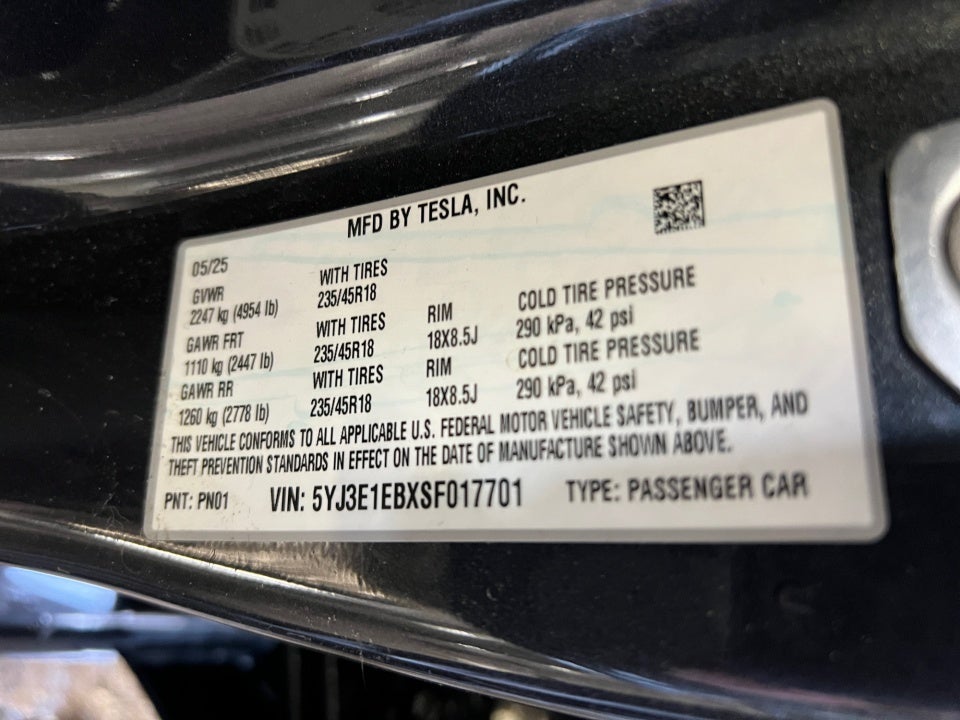 MFD BY TESLA, INC.
05/25
GVWR WITH TIRES
2247 kg (4954 lb) 235/45R18
GAWR FRT WITH TIRES RIM COLD TIRE PRESSURE
1110 kg (2447 lb) 235/45R18 18X8.5J 290 kPa, 42 psi
GAWR RR WITH TIRES RIM COLD TIRE PRESSURE
1260 kg (2778 lb) 235/45R18 18X8.5J 290 kPa, 42 psi
THIS VEHICLE CONFORMS TO ALL APPLICABLE U.S. FEDERAL MOTOR VEHICLE SAFETY, BUMPER, AND
THEFT PREVENTION STANDARDS IN EFFECT ON THE DATE OF MANUFACTURE SHOWN ABOVE.
PNT: PN01 VIN: 5YJ3E1EBXSF017701 TYPE: PASSENGER CAR